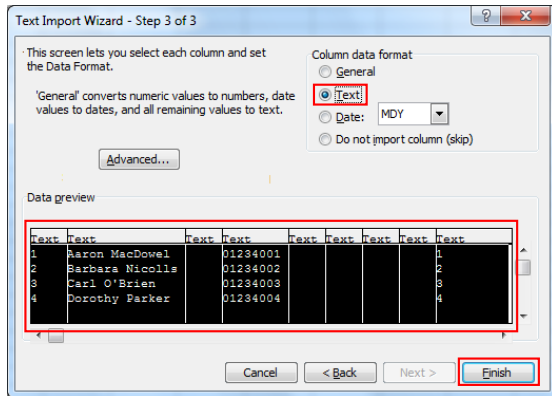 Text Import Wizard - Step 3 of 3
This screen lets you select each column and set
the Data Format.
'General' converts numeric values to numbers, date
values to dates, and all remaining values to text.
Advanced...
Column data format
General
Text
Date: MDY
Do not import column (skip)
Data preview
Text Text Text Text Text Text Text Text Text
1 Aaron MacDowel 01234001 1
2 Barbara Nicolls 01234002 2
3 Carl O'Brien 01234003 3
4 Dorothy Parker 01234004 4
Cancel < Back Next > Finish